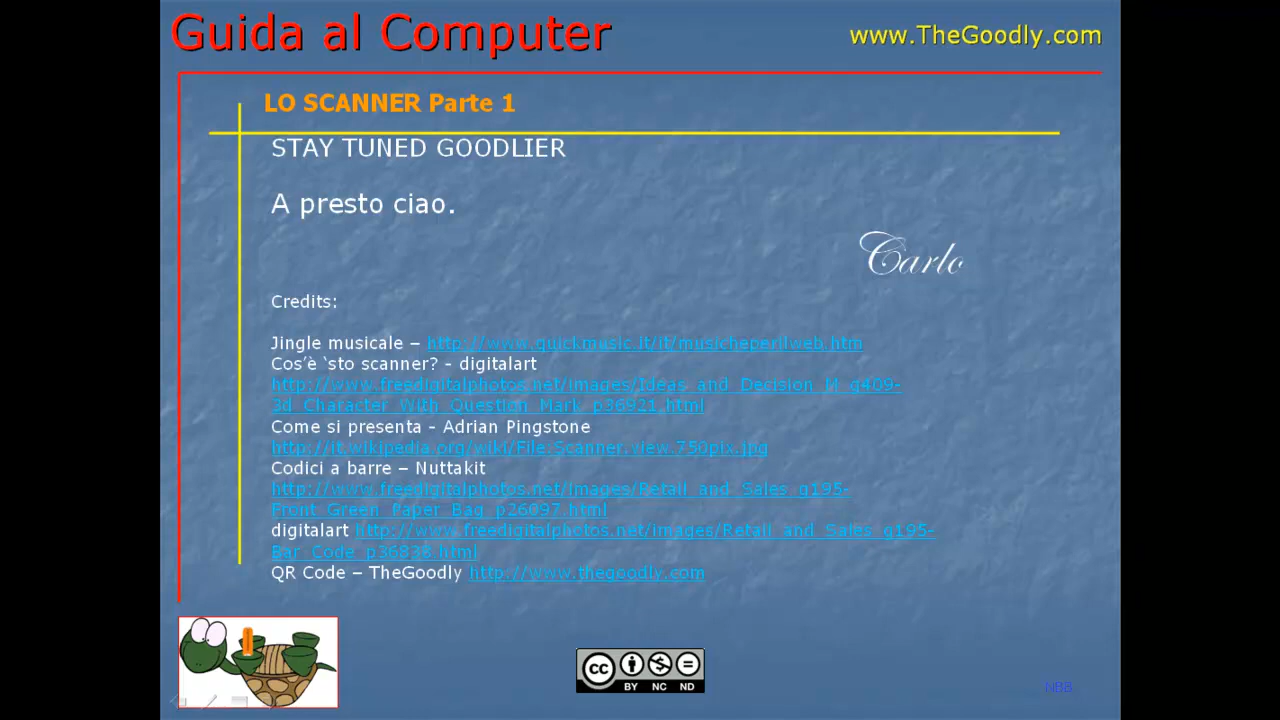 Guida al Computer
www.TheGoodly.com
LO SCANNER Parte 1
STAY TUNED GOODLIER
A presto ciao.
Carlo
Credits:
Jingle musicale – http://www.quickmusic.it/it/musicheperilweb.htm
Cos'è 'sto scanner? - digitalart
http://www.freedigitalphotos.net/images/Ideas_and_Decision_M_g409-
3d_Character_With_Question_Mark_p36921.html
Come si presenta - Adrian Pingstone
http://it.wikipedia.org/wiki/File:Scanner.view.750pix.jpg
Codici a barre – Nuttakit
http://www.freedigitalphotos.net/images/Retail_and_Sales_g195-
Front_Green_Paper_Bag_p26097.html
digitalart http://www.freedigitalphotos.net/images/Retail_and_Sales_g195-
Bar_Code_p36838.html
QR Code – TheGoodly http://www.thegoodly.com
cc
BY NC ND